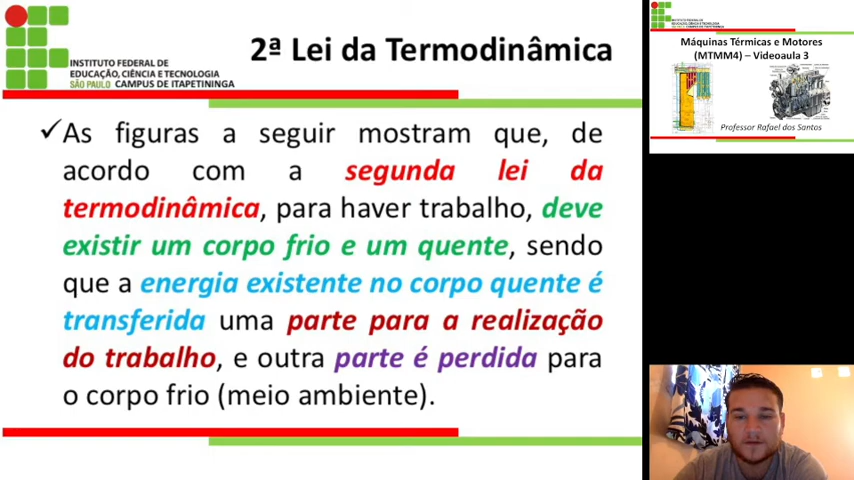 INSTITUTO FEDERAL DE
EDUCAÇÃO, CIÊNCIA E TECNOLOGIA
SÃO PAULO CAMPUS DE ITAPETININGA
2ª Lei da Termodinâmica
✓As figuras a seguir mostram que, de
acordo com a segunda lei da
termodinâmica, para haver trabalho, deve
existir um corpo frio e um quente, sendo
que a energia existente no corpo quente é
transferida uma parte para a realização
do trabalho, e outra parte é perdida para
o corpo frio (meio ambiente).
Máquinas Térmicas e Motores
(MTMM4) – Videoaula 3
Professor Rafael dos Santos